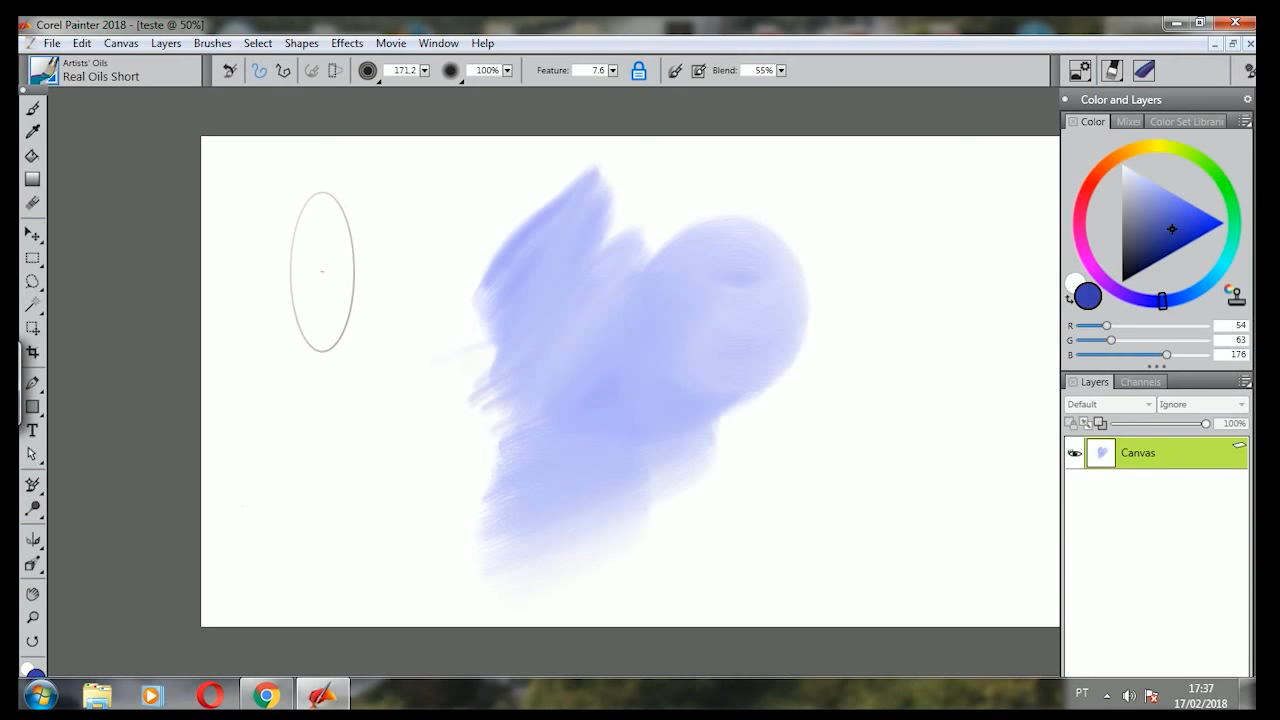 Corel Painter 2018 - [teste @ 50%]
File Edit Canvas Layers Brushes Select Shapes Effects Movie Window Help
Artists' Oils
Real Oils Short
171,2 100% Feature: 7.6 Blend: 55%
Color and Layers
Color Mixer Color Set Librari
R 54
G 63
B 176
Layers Channels
Default Ignore
100%
Canvas
T
PT
17:37
17/02/2018